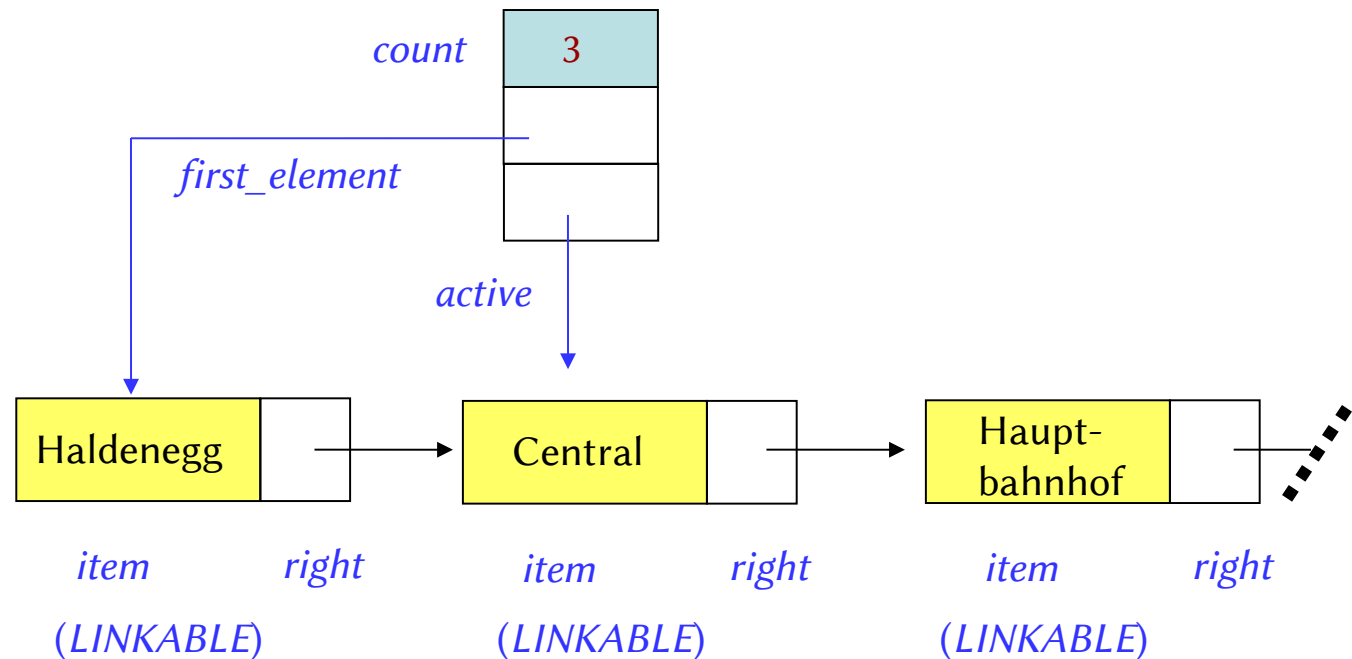 count 3
first_element
active
Haldenegg
Central
Haupt-
bahnhof
item right item right item right
(LINKABLE) (LINKABLE) (LINKABLE)